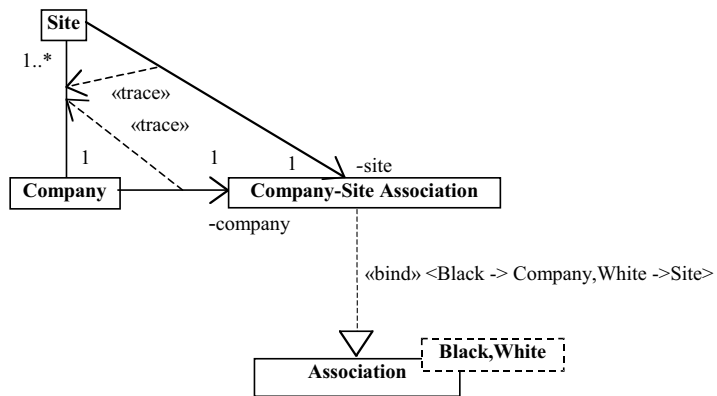 Site
1..*
«trace»
«trace»
1
1
1
-site
Company
Company-Site Association
-company
«bind» <Black -> Company,White ->Site>
Black,White
Association